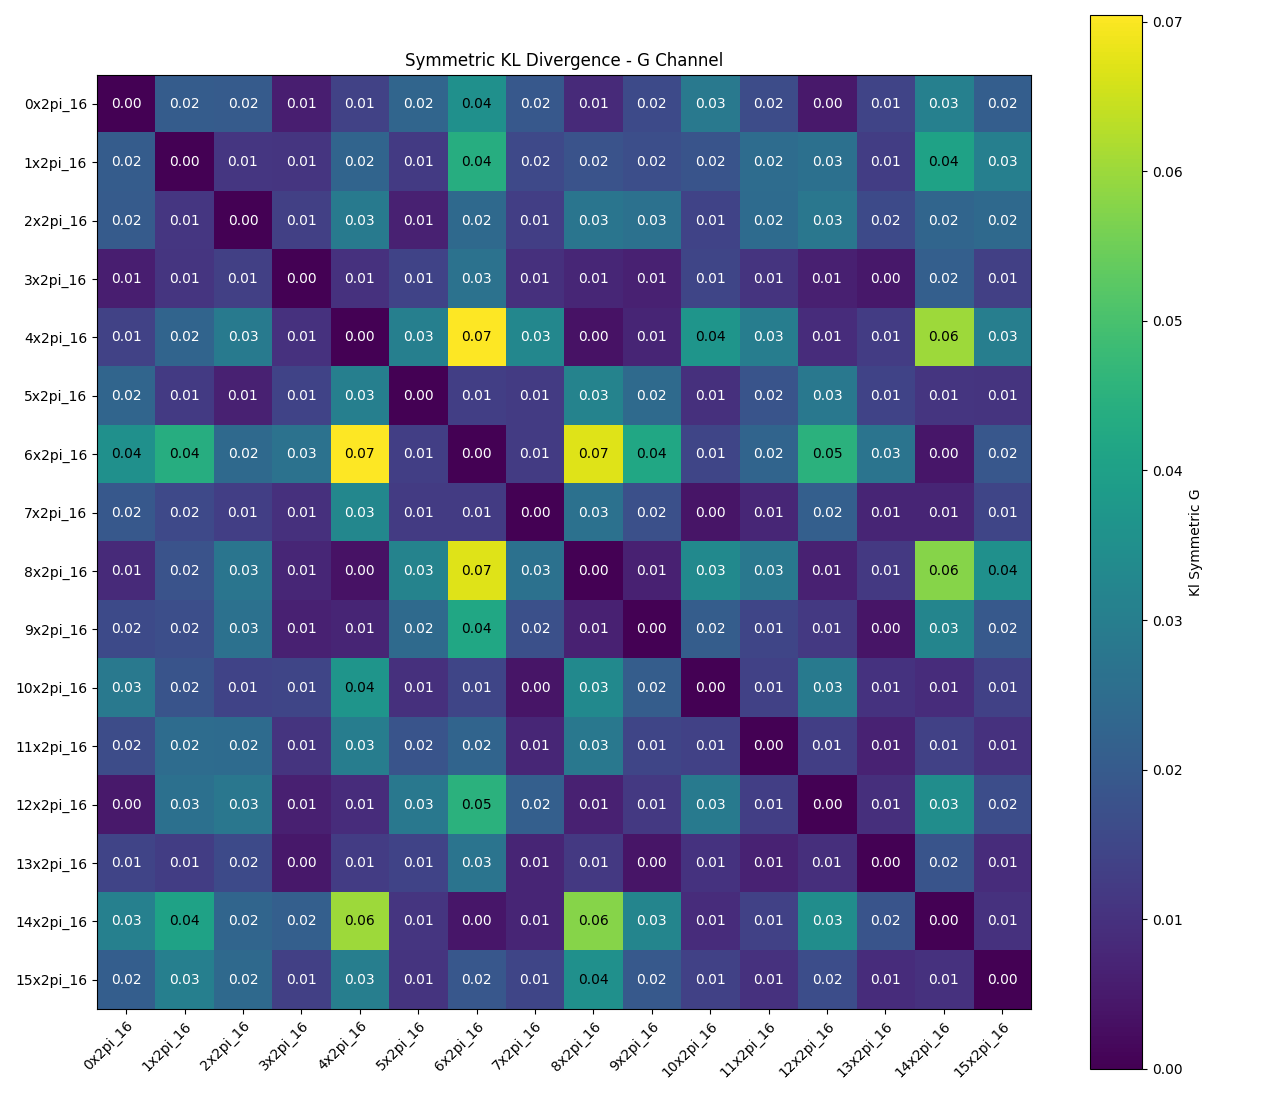 Symmetric KL Divergence - G Channel
0x2pi_16 0.00 0.02 0.02 0.01 0.01 0.02 0.04 0.02 0.01 0.02 0.03 0.02 0.00 0.01 0.03 0.02
1x2pi_16 0.02 0.00 0.01 0.01 0.02 0.01 0.04 0.02 0.02 0.02 0.02 0.02 0.03 0.01 0.04 0.03
2x2pi_16 0.02 0.01 0.00 0.01 0.03 0.01 0.02 0.01 0.03 0.03 0.01 0.02 0.03 0.02 0.02 0.02
3x2pi_16 0.01 0.01 0.01 0.00 0.01 0.01 0.03 0.01 0.01 0.01 0.01 0.01 0.01 0.00 0.02 0.01
4x2pi_16 0.01 0.02 0.03 0.01 0.00 0.03 0.07 0.03 0.00 0.01 0.04 0.03 0.01 0.01 0.06 0.03
5x2pi_16 0.02 0.01 0.01 0.01 0.03 0.00 0.01 0.01 0.03 0.02 0.01 0.02 0.03 0.01 0.01 0.01
6x2pi_16 0.04 0.04 0.02 0.03 0.07 0.01 0.00 0.01 0.07 0.04 0.01 0.02 0.05 0.03 0.00 0.02
7x2pi_16 0.02 0.02 0.01 0.01 0.03 0.01 0.01 0.00 0.03 0.02 0.00 0.01 0.02 0.01 0.01 0.01
8x2pi_16 0.01 0.02 0.03 0.01 0.00 0.03 0.07 0.03 0.00 0.01 0.03 0.03 0.01 0.01 0.06 0.04
9x2pi_16 0.02 0.02 0.03 0.01 0.01 0.02 0.04 0.02 0.01 0.00 0.02 0.01 0.01 0.00 0.03 0.02
10x2pi_16 0.03 0.02 0.01 0.01 0.04 0.01 0.01 0.00 0.03 0.02 0.00 0.01 0.03 0.01 0.01 0.01
11x2pi_16 0.02 0.02 0.02 0.01 0.03 0.02 0.02 0.01 0.03 0.01 0.01 0.00 0.01 0.01 0.01 0.01
12x2pi_16 0.00 0.03 0.03 0.01 0.01 0.03 0.05 0.02 0.01 0.01 0.03 0.01 0.00 0.01 0.03 0.02
13x2pi_16 0.01 0.01 0.02 0.00 0.01 0.01 0.03 0.01 0.01 0.00 0.01 0.01 0.01 0.00 0.02 0.01
14x2pi_16 0.03 0.04 0.02 0.02 0.06 0.01 0.00 0.01 0.06 0.03 0.01 0.01 0.03 0.02 0.00 0.01
15x2pi_16 0.02 0.03 0.02 0.01 0.03 0.01 0.02 0.01 0.04 0.02 0.01 0.01 0.02 0.01 0.01 0.00
0x2pi_16 1x2pi_16 2x2pi_16 3x2pi_16 4x2pi_16 5x2pi_16 6x2pi_16 7x2pi_16 8x2pi_16 9x2pi_16 10x2pi_16 11x2pi_16 12x2pi_16 13x2pi_16 14x2pi_16 15x2pi_16
0.07
0.06
0.05
0.04
0.03
0.02
0.01
0.00
Kl Symmetric G